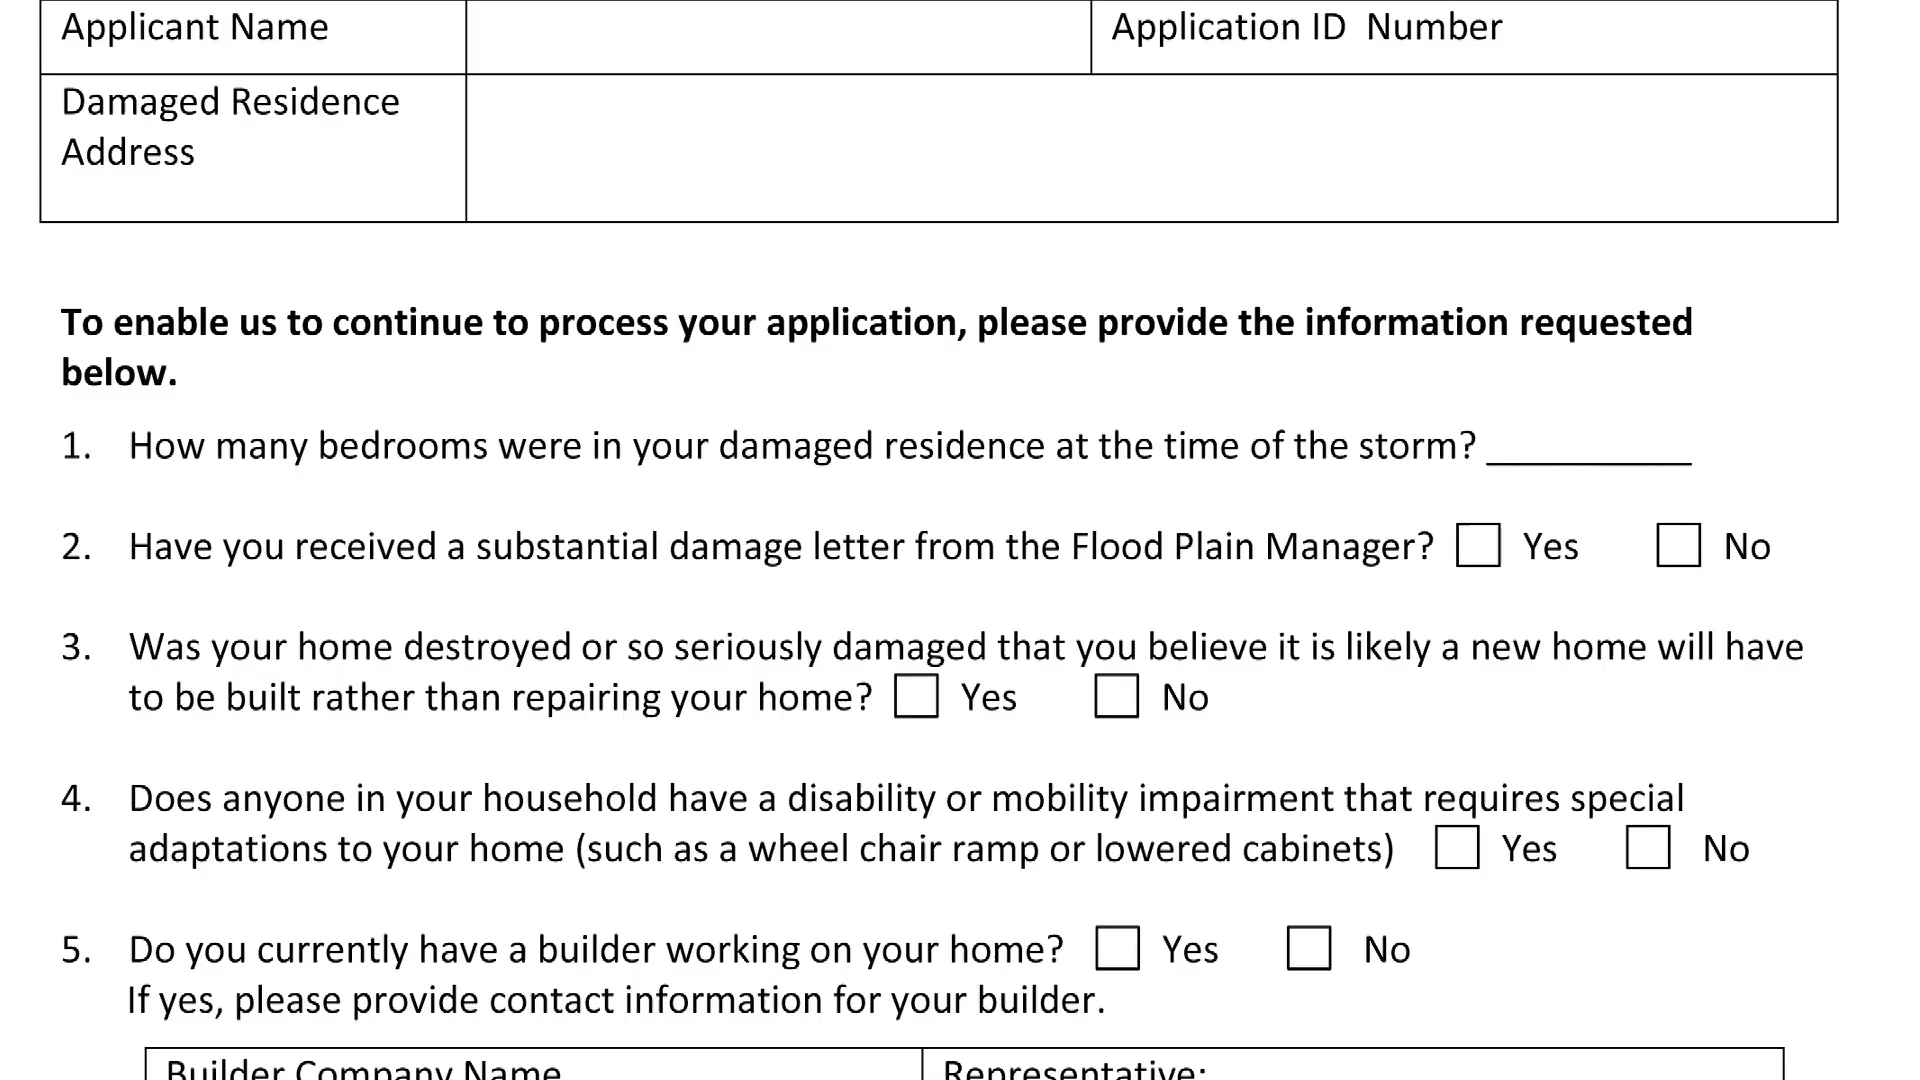 Applicant Name
Application ID  Number
Damaged Residence
Address
To enable us to continue to process your application, please provide the information requested
below.
1. How many bedrooms were in your damaged residence at the time of the storm? __________
2. Have you received a substantial damage letter from the Flood Plain Manager? ☐ Yes ☐ No
3. Was your home destroyed or so seriously damaged that you believe it is likely a new home will have
to be built rather than repairing your home? ☐ Yes ☐ No
4. Does anyone in your household have a disability or mobility impairment that requires special
adaptations to your home (such as a wheel chair ramp or lowered cabinets) ☐ Yes ☐ No
5. Do you currently have a builder working on your home? ☐ Yes ☐ No
If yes, please provide contact information for your builder.
Builder Company Name
Representative: